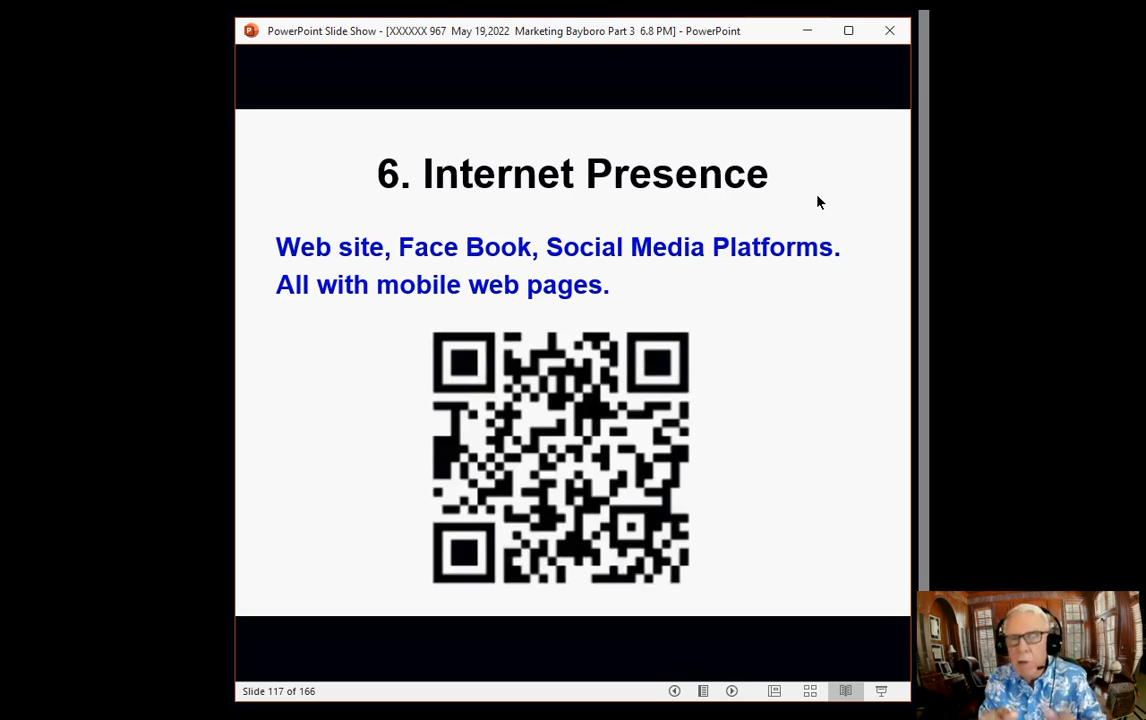 PowerPoint Slide Show - [XXXXXX 967 May 19,2022 Marketing Bayboro Part 3 6.8 PM] - PowerPoint
6. Internet Presence
Web site, Face Book, Social Media Platforms.
All with mobile web pages.
Slide 117 of 166